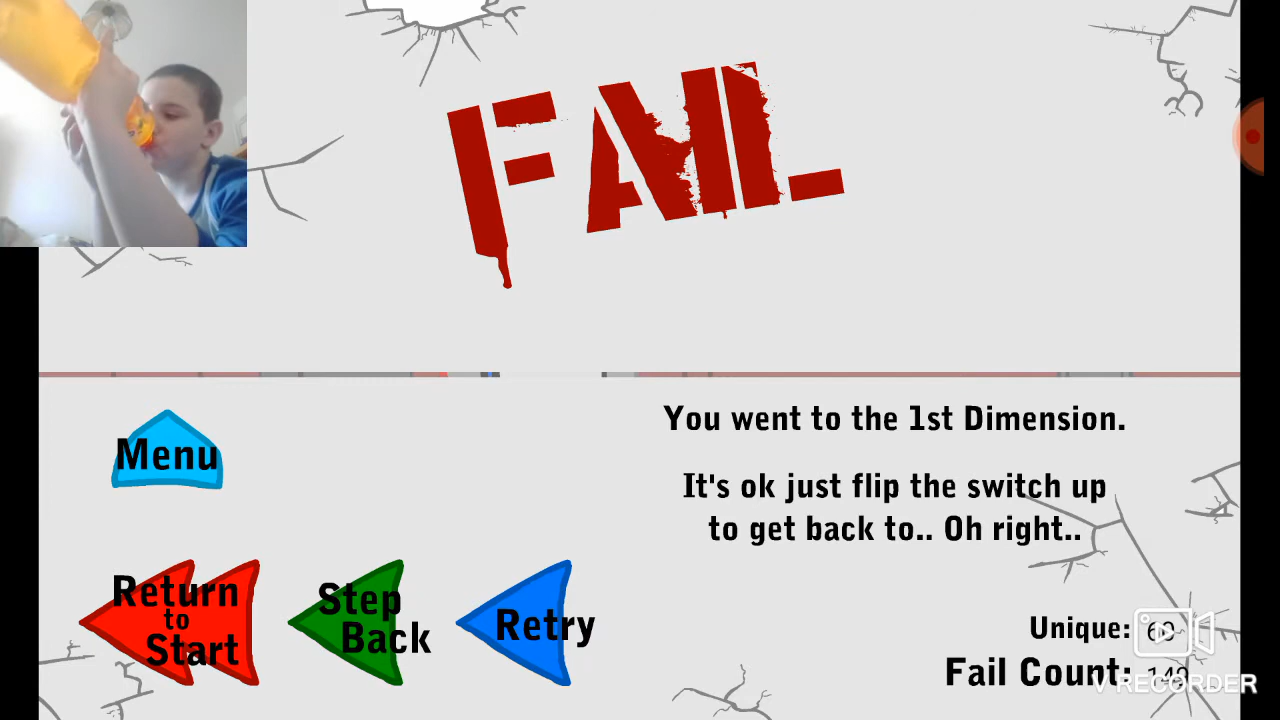 FAIL
Menu
You went to the 1st Dimension.
It's ok just flip the switch up
to get back to.. Oh right..
Return
to
Start
Step
Back
Retry
Unique:
Fail Count:
V RECORDER